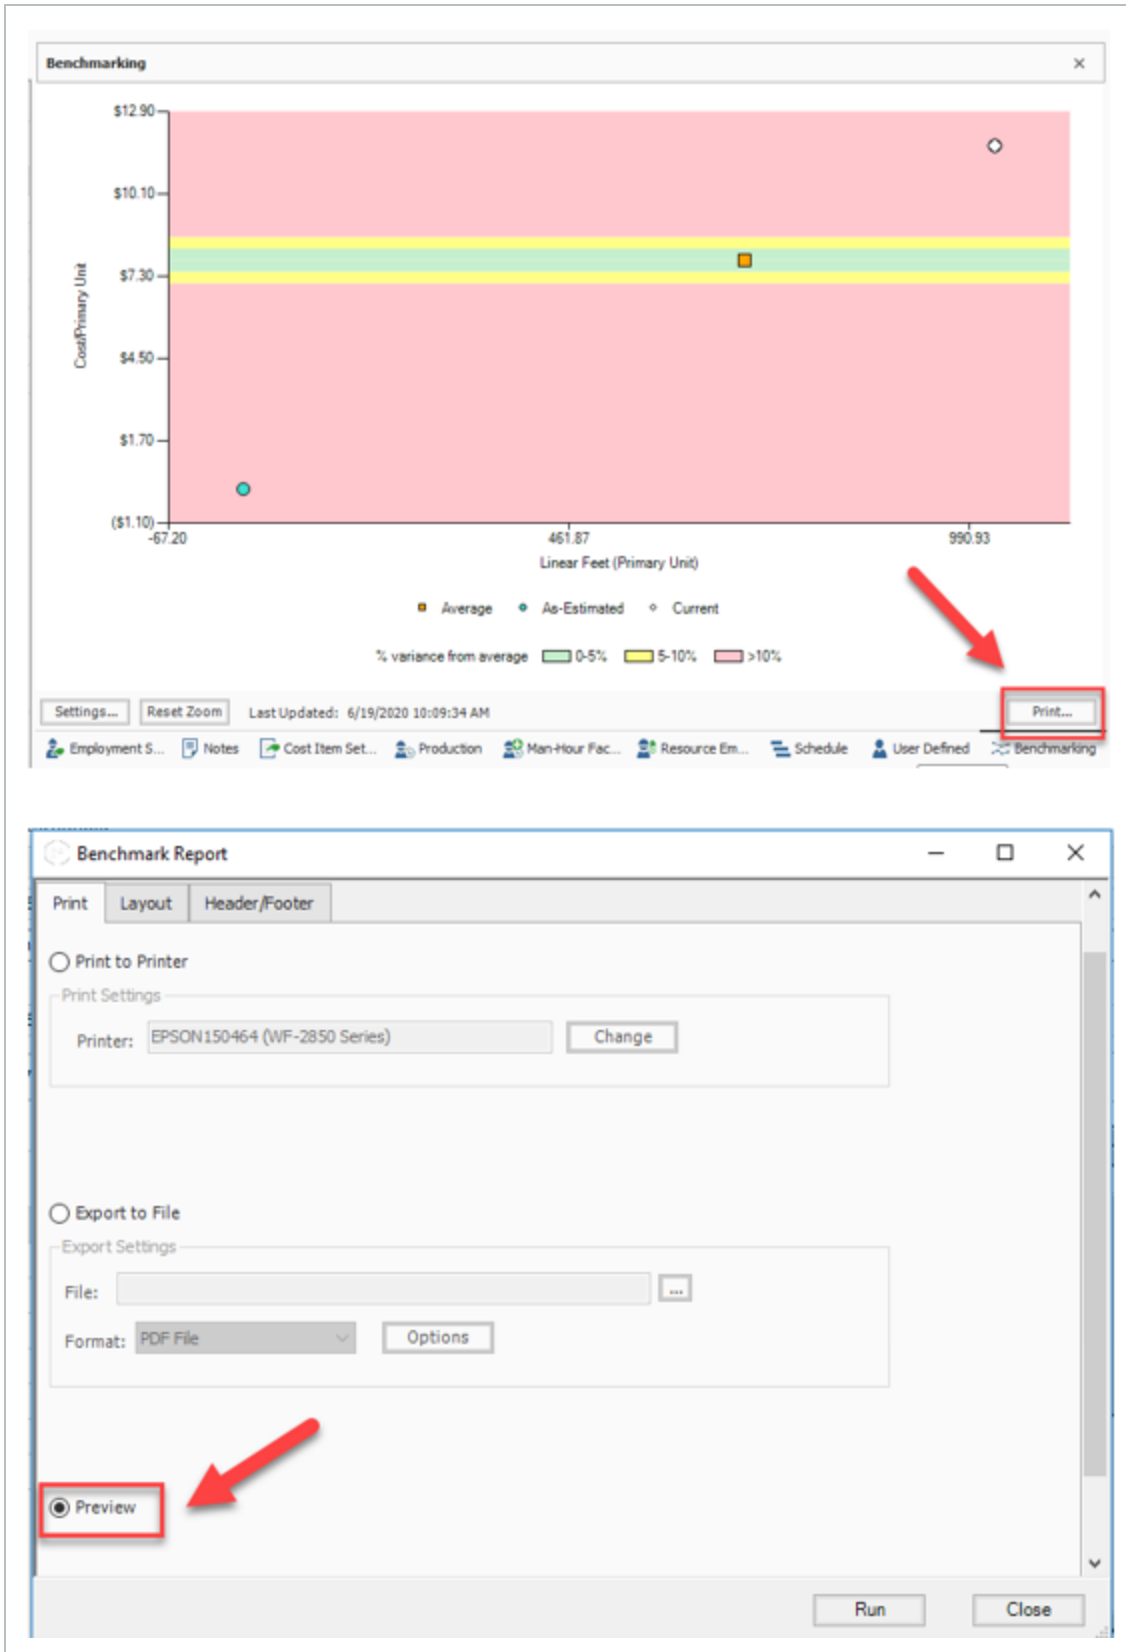 Benchmarking
$12.90
$10.10
$7.30
$4.50
$1.70
($1.10)
Cost/Primary Unit
-67.20 461.87 990.93
Linear Feet (Primary Unit)
Average As-Estimated Current
% variance from average 0-5% 5-10% >10%
Settings... Reset Zoom Last Updated: 6/19/2020 10:09:34 AM Print...
Employment S... Notes Cost Item Set... Production Man-Hour Fac... Resource Em... Schedule User Defined Benchmarking
Benchmark Report
Print Layout Header/Footer
Print to Printer
Print Settings
Printer: EPSON150464 (WF-2850 Series) Change
Export to File
Export Settings
File: ...
Format: PDF File Options
Preview
Run Close